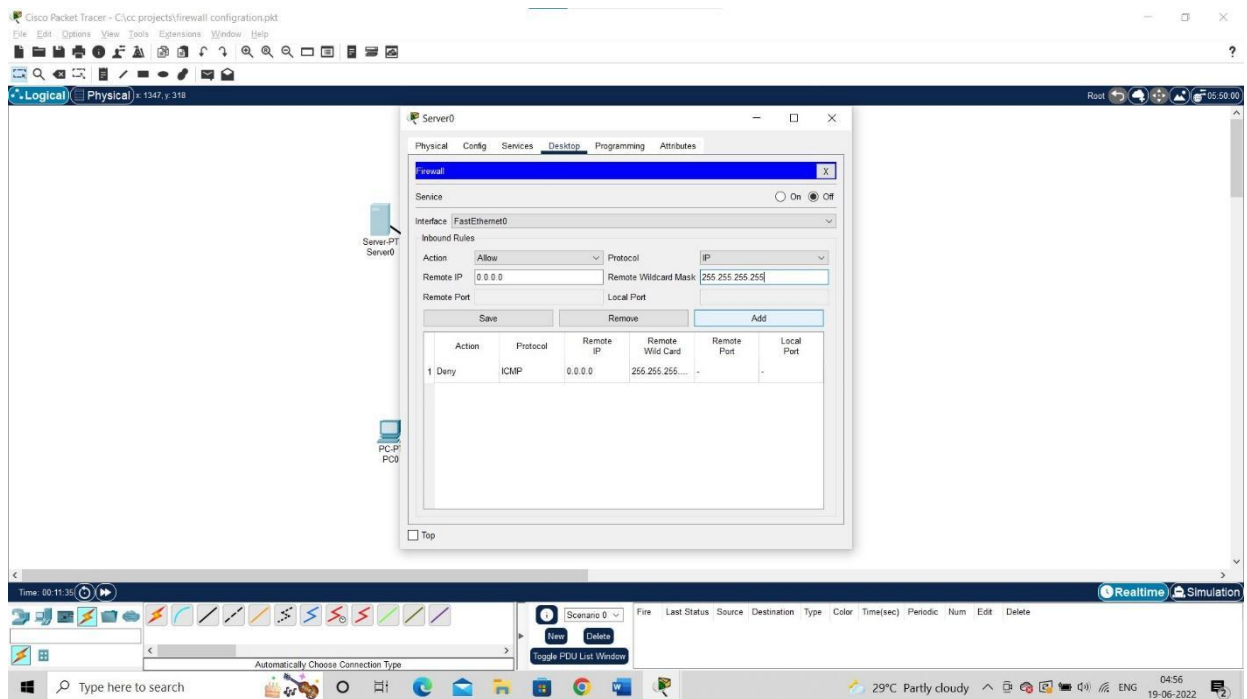 Cisco Packet Tracer - C:\cc projects\firewall configration.pkt
File Edit Options View Tools Extensions Window Help
?
Logical Physical x: 1347, y: 318
Root
05:50:00
Server0
Physical Config Services Desktop Programming Attributes
Firewall X
Service On Off
Interface FastEthernet0
Inbound Rules
Action Allow Protocol IP
Remote IP 0.0.0.0 Remote Wildcard Mask 255.255.255.255
Remote Port Local Port
Save Remove Add
Action Protocol Remote IP Remote Wild Card Remote Port Local Port
1 Deny ICMP 0.0.0.0 255.255.255.... - -
Top
Server-PT
Server0
PC-P
PC0
Time: 00:11:35
Realtime Simulation
Scenario 0
New Delete
Toggle PDU List Window
Fire Last Status Source Destination Type Color Time(sec) Periodic Num Edit Delete
Automatically Choose Connection Type
Type here to search
29°C Partly cloudy
ENG
04:56
19-06-2022
2